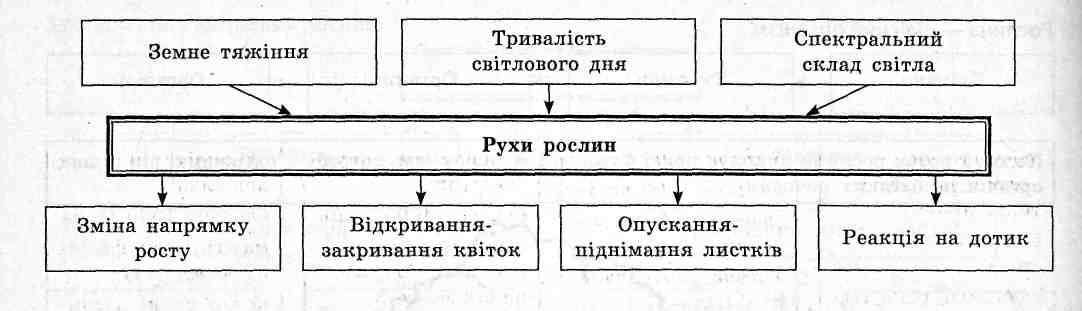 Земне тяжіння
Тривалість
світлового дня
Спектральний
склад світла
Рухи рослин
Зміна напрямку
росту
Відкривання-
закривання квіток
Опускання-
піднімання листків
Реакція на дотик